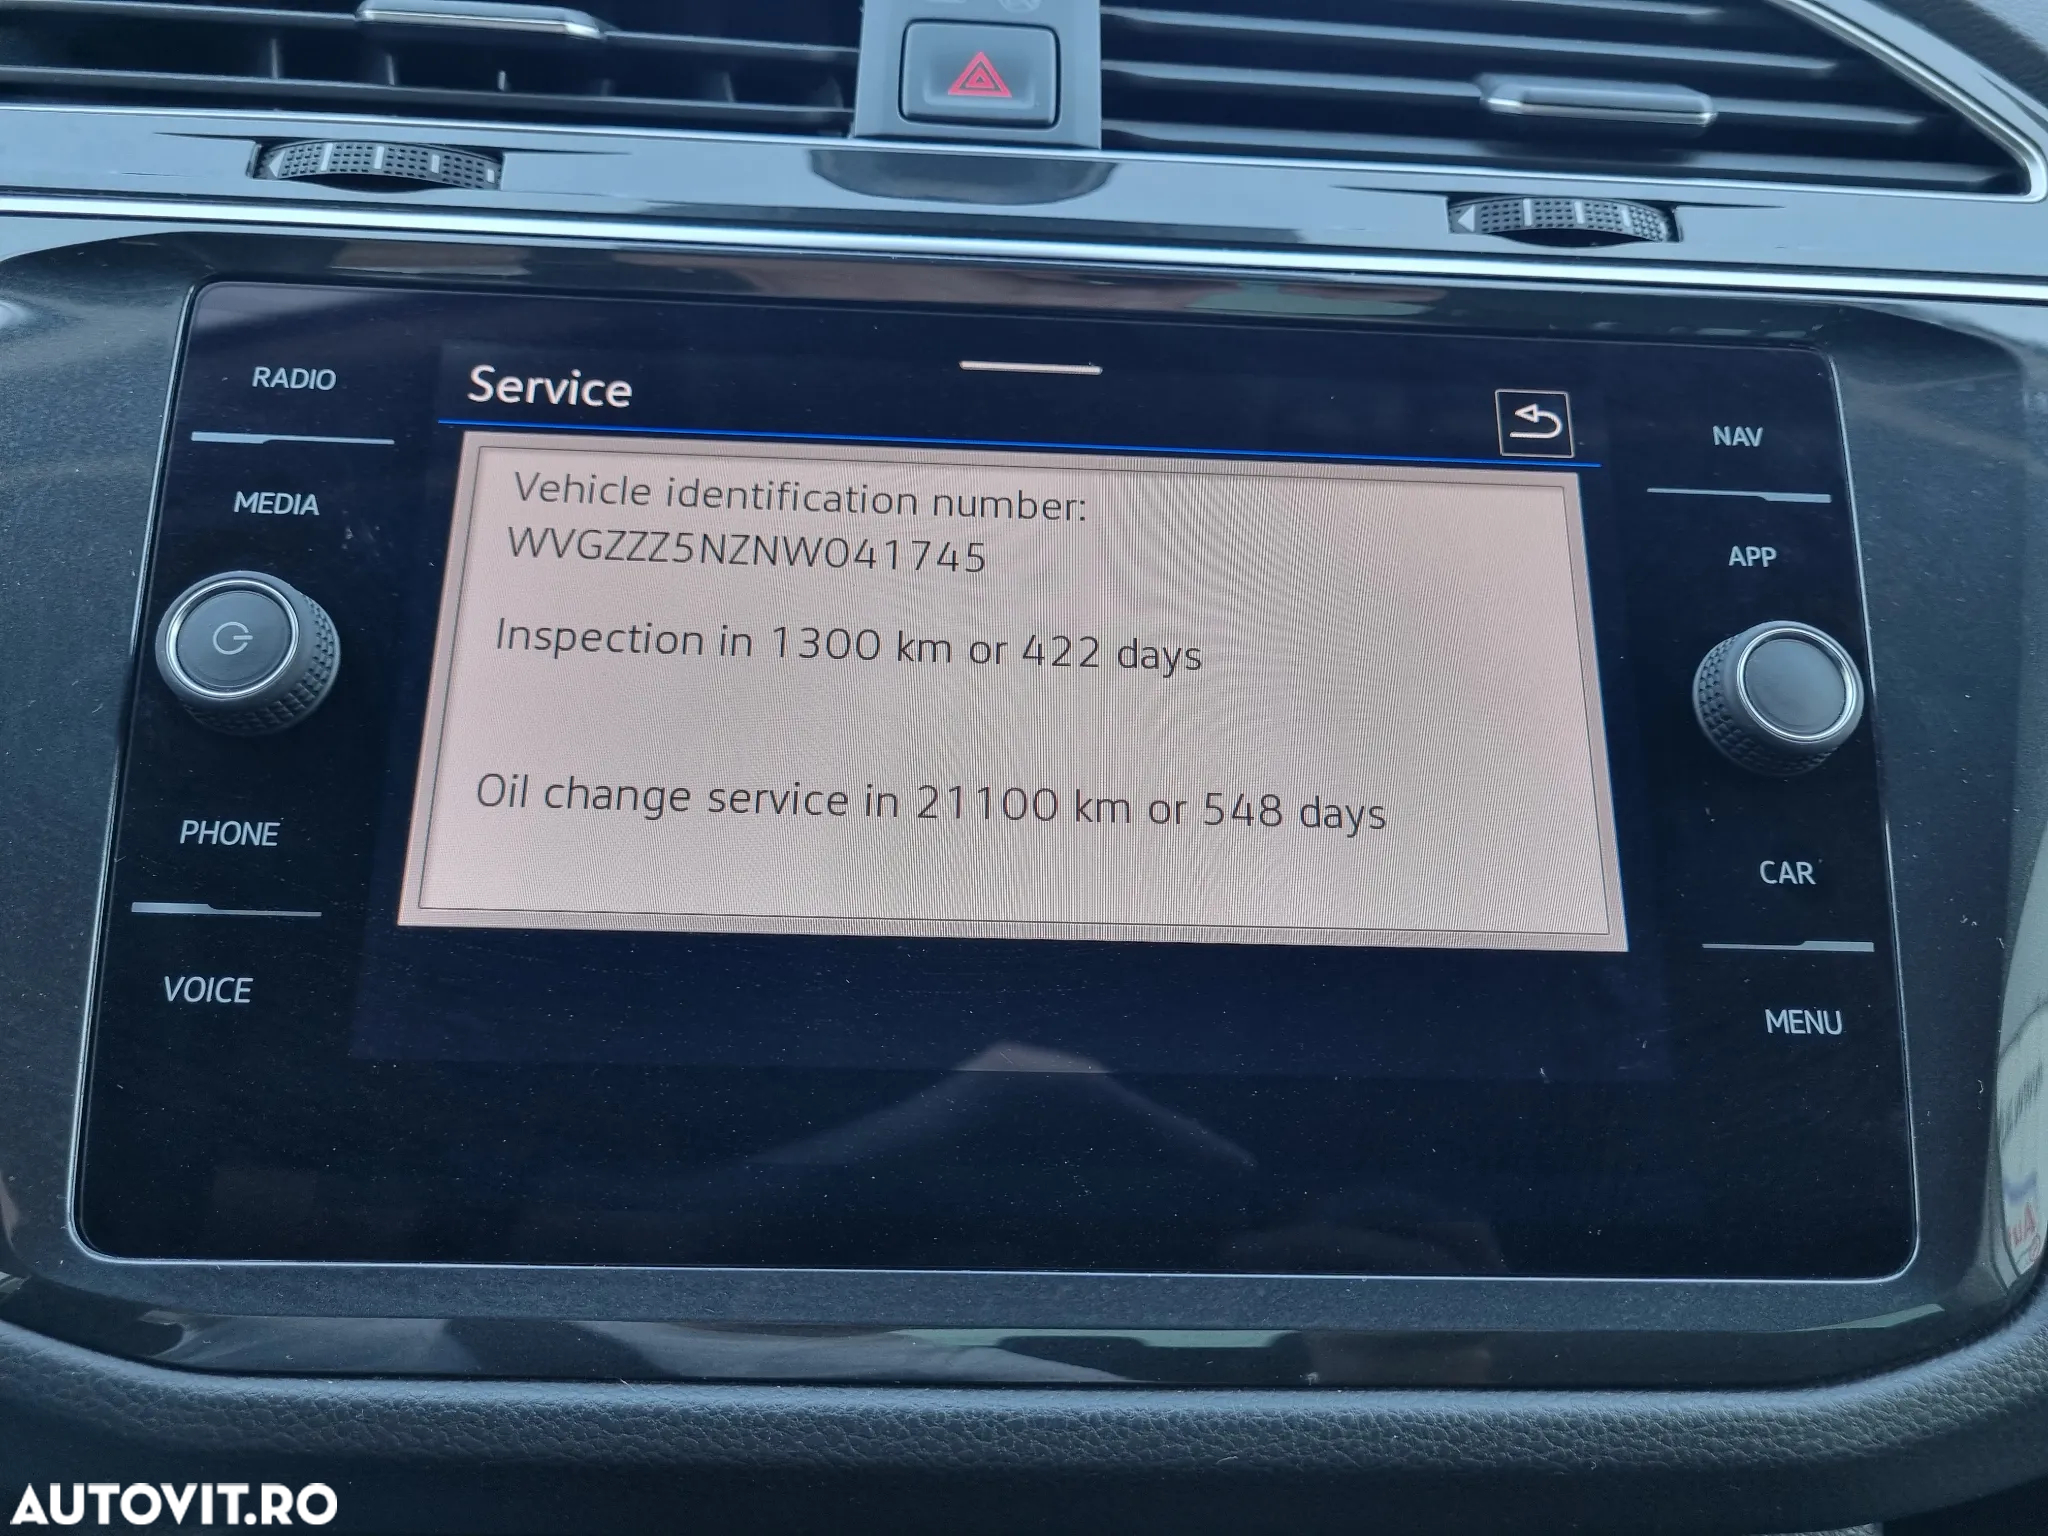 RADIO
Service
NAV
MEDIA
Vehicle identification number:
WVGZZZ5NZNW041745
APP
Inspection in 1300 km or 422 days
PHONE
Oil change service in 21100 km or 548 days
CAR
VOICE
MENU
AUTOVIT.RO